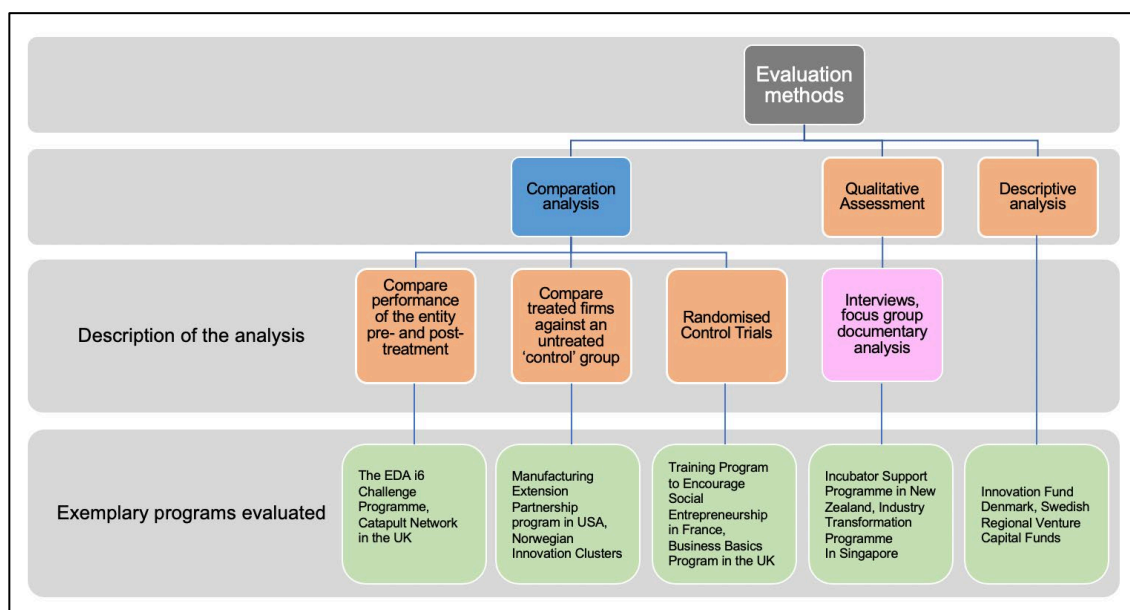 Evaluation
methods
Comparation
analysis
Qualitative
Assessment
Descriptive
analysis
Description of the analysis
Compare
performance
of the entity
pre- and post-
treatment
Compare
treated firms
against an
untreated
‘control’ group
Randomised
Control Trials
Interviews,
focus group
documentary
analysis
Exemplary programs evaluated
The EDA i6
Challenge
Programme,
Catapult Network
in the UK
Manufacturing
Extension
Partnership
program in USA,
Norwegian
Innovation Clusters
Training Program
to Encourage
Social
Entrepreneurship
in France,
Business Basics
Program in the UK
Incubator Support
Programme in New
Zealand, Industry
Transformation
Programme
In Singapore
Innovation Fund
Denmark, Swedish
Regional Venture
Capital Funds